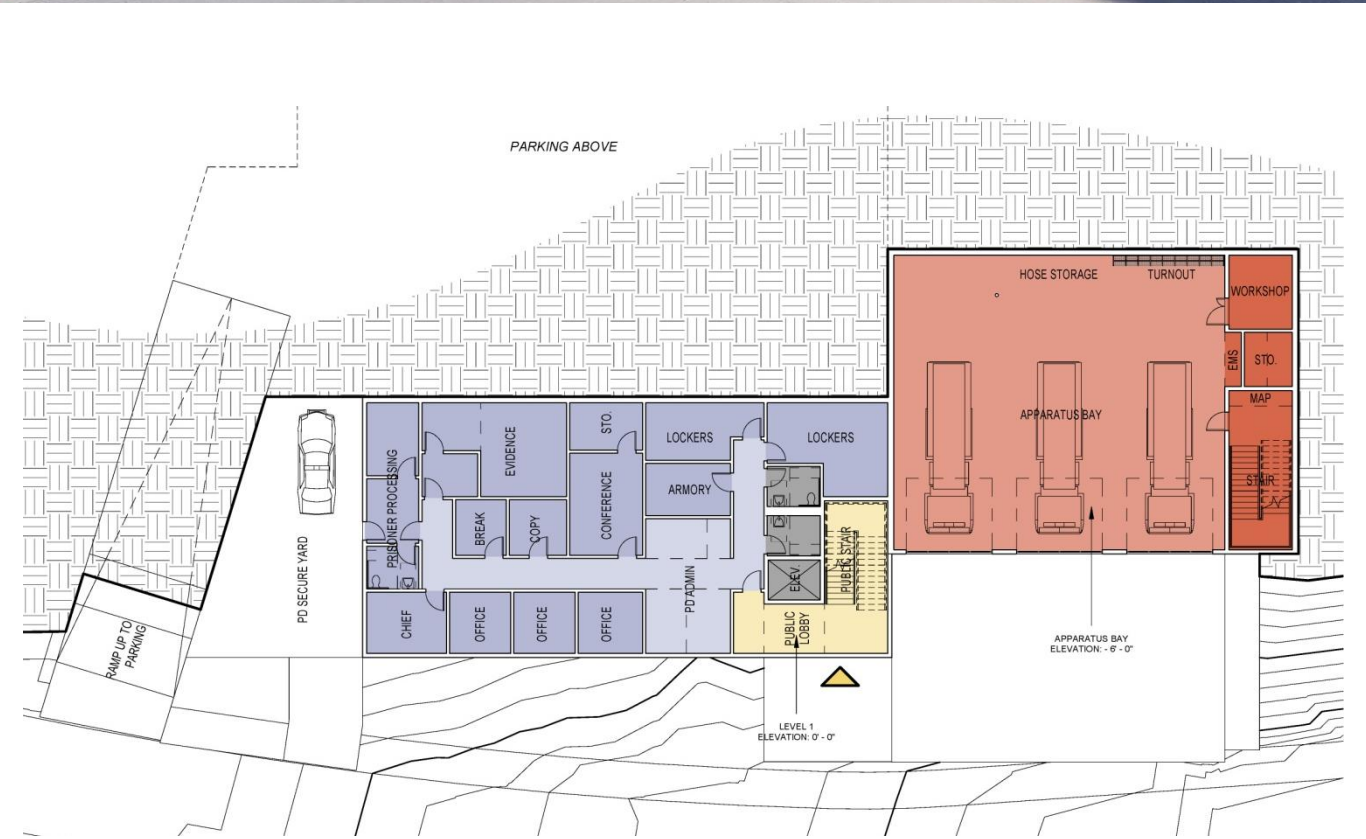 PARKING ABOVE
HOSE STORAGE
TURNOUT
WORKSHOP
EMS
STO.
MAP
APPARATUS BAY
STAIR
PRISONER PROCESSING
EVIDENCE
STO.
LOCKERS
LOCKERS
ARMORY
BREAK
COPY
CONFERENCE
PD SECURE YARD
PD ADMIN
ELEV.
PUBLIC STAIR
CHIEF
OFFICE
OFFICE
OFFICE
PUBLIC
LOBBY
RAMP UP TO
PARKING
APPARATUS BAY
ELEVATION: - 6' - 0"
LEVEL 1
ELEVATION: 0' - 0"